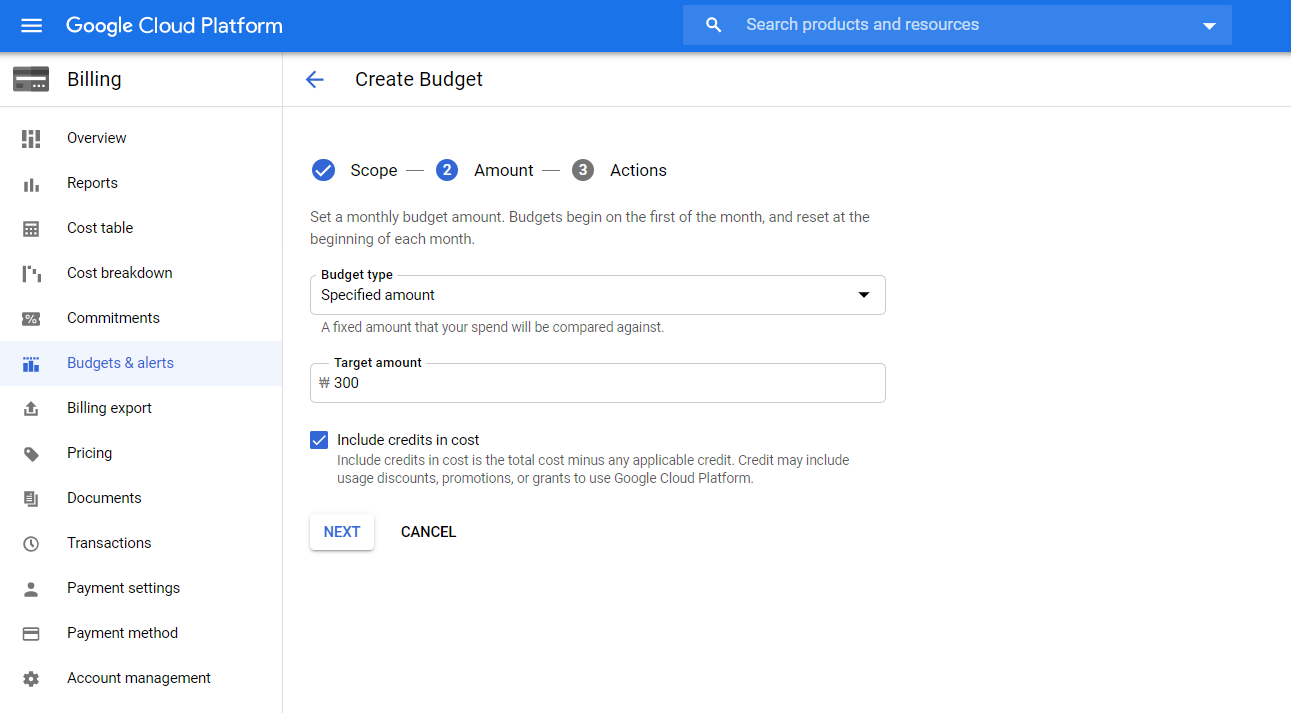 Google Cloud Platform
Search products and resources
Billing
Create Budget
Overview
Reports
Cost table
Cost breakdown
Commitments
Budgets & alerts
Billing export
Pricing
Documents
Transactions
Payment settings
Payment method
Account management
Scope — 2 Amount — 3 Actions
Set a monthly budget amount. Budgets begin on the first of the month, and reset at the
beginning of each month.
Budget type
Specified amount
A fixed amount that your spend will be compared against.
Target amount
₩ 300
Include credits in cost
Include credits in cost is the total cost minus any applicable credit. Credit may include
usage discounts, promotions, or grants to use Google Cloud Platform.
NEXT CANCEL